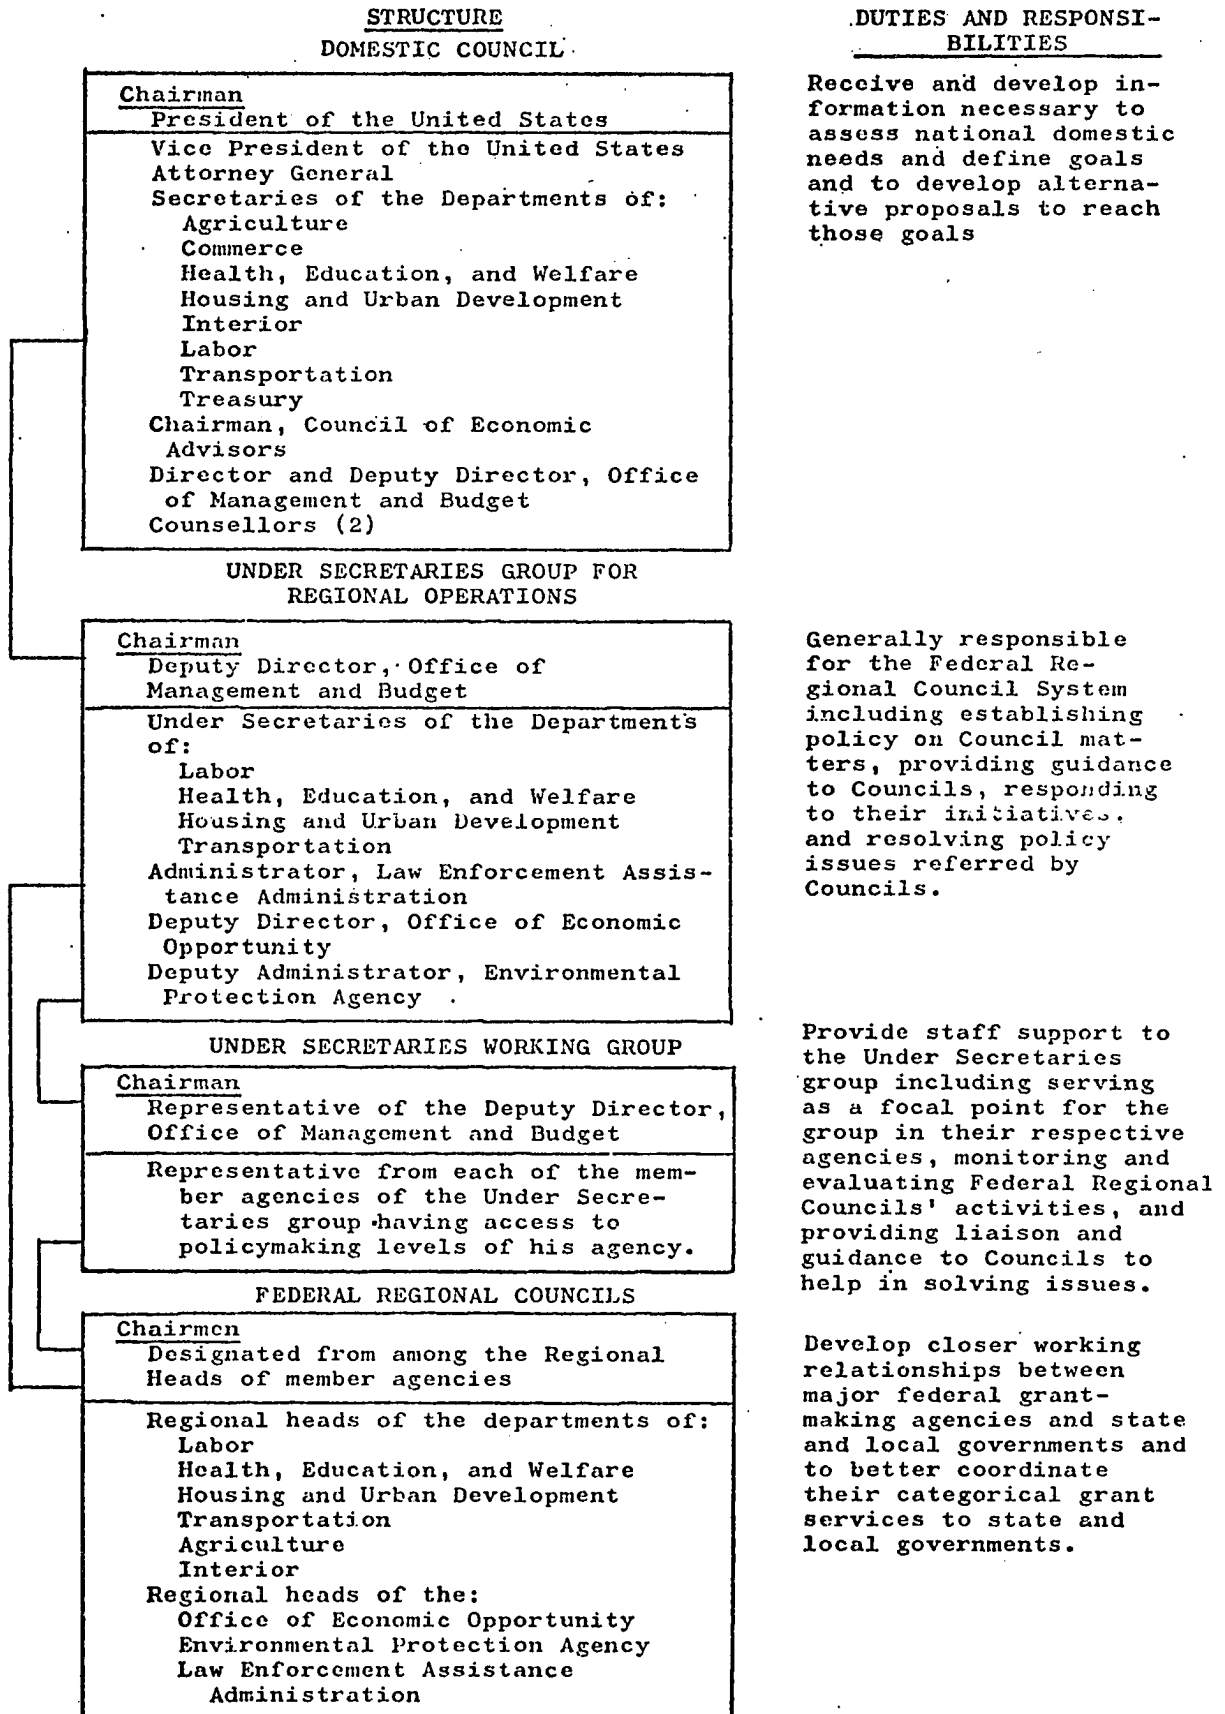 STRUCTURE
DOMESTIC COUNCIL
Chairman
President of the United States
Vice President of the United States
Attorney General
Secretaries of the Departments of:
Agriculture
Commerce
Health, Education, and Welfare
Housing and Urban Development
Interior
Labor
Transportation
Treasury
Chairman, Council of Economic
Advisors
Director and Deputy Director, Office
of Management and Budget
Counsellors (2)
DUTIES AND RESPONSI-
BILITIES
Receive and develop in-
formation necessary to
assess national domestic
needs and define goals
and to develop alterna-
tive proposals to reach
those goals
UNDER SECRETARIES GROUP FOR
REGIONAL OPERATIONS
Chairman
Deputy Director, Office of
Management and Budget
Under Secretaries of the Departments
of:
Labor
Health, Education, and Welfare
Housing and Urban Development
Transportation
Administrator, Law Enforcement Assis-
tance Administration
Deputy Director, Office of Economic
Opportunity
Deputy Administrator, Environmental
Protection Agency
Generally responsible
for the Federal Re-
gional Council System
including establishing
policy on Council mat-
ters, providing guidance
to Councils, responding
to their initiatives,
and resolving policy
issues referred by
Councils.
UNDER SECRETARIES WORKING GROUP
Chairman
Representative of the Deputy Director,
Office of Management and Budget
Representative from each of the mem-
ber agencies of the Under Secre-
taries group having access to
policymaking levels of his agency.
Provide staff support to
the Under Secretaries
group including serving
as a focal point for the
group in their respective
agencies, monitoring and
evaluating Federal Regional
Councils' activities, and
providing liaison and
guidance to Councils to
help in solving issues.
FEDERAL REGIONAL COUNCILS
Chairmen
Designated from among the Regional
Heads of member agencies
Regional heads of the departments of:
Labor
Health, Education, and Welfare
Housing and Urban Development
Transportation
Agriculture
Interior
Regional heads of the:
Office of Economic Opportunity
Environmental Protection Agency
Law Enforcement Assistance
Administration
Develop closer working
relationships between
major federal grant-
making agencies and state
and local governments and
to better coordinate
their categorical grant
services to state and
local governments.